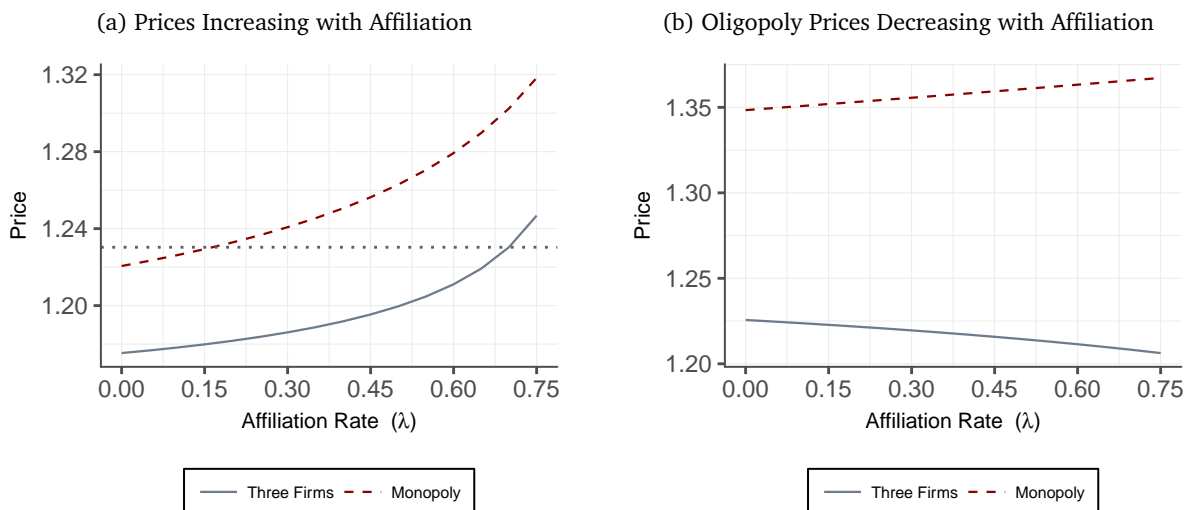 (a) Prices Increasing with Affiliation
1.32
1.28
1.24
1.20
Price
0.00 0.15 0.30 0.45 0.60 0.75
Affiliation Rate (λ)
Three Firms Monopoly
(b) Oligopoly Prices Decreasing with Affiliation
1.35
1.30
1.25
1.20
Price
0.00 0.15 0.30 0.45 0.60 0.75
Affiliation Rate (λ)
Three Firms Monopoly